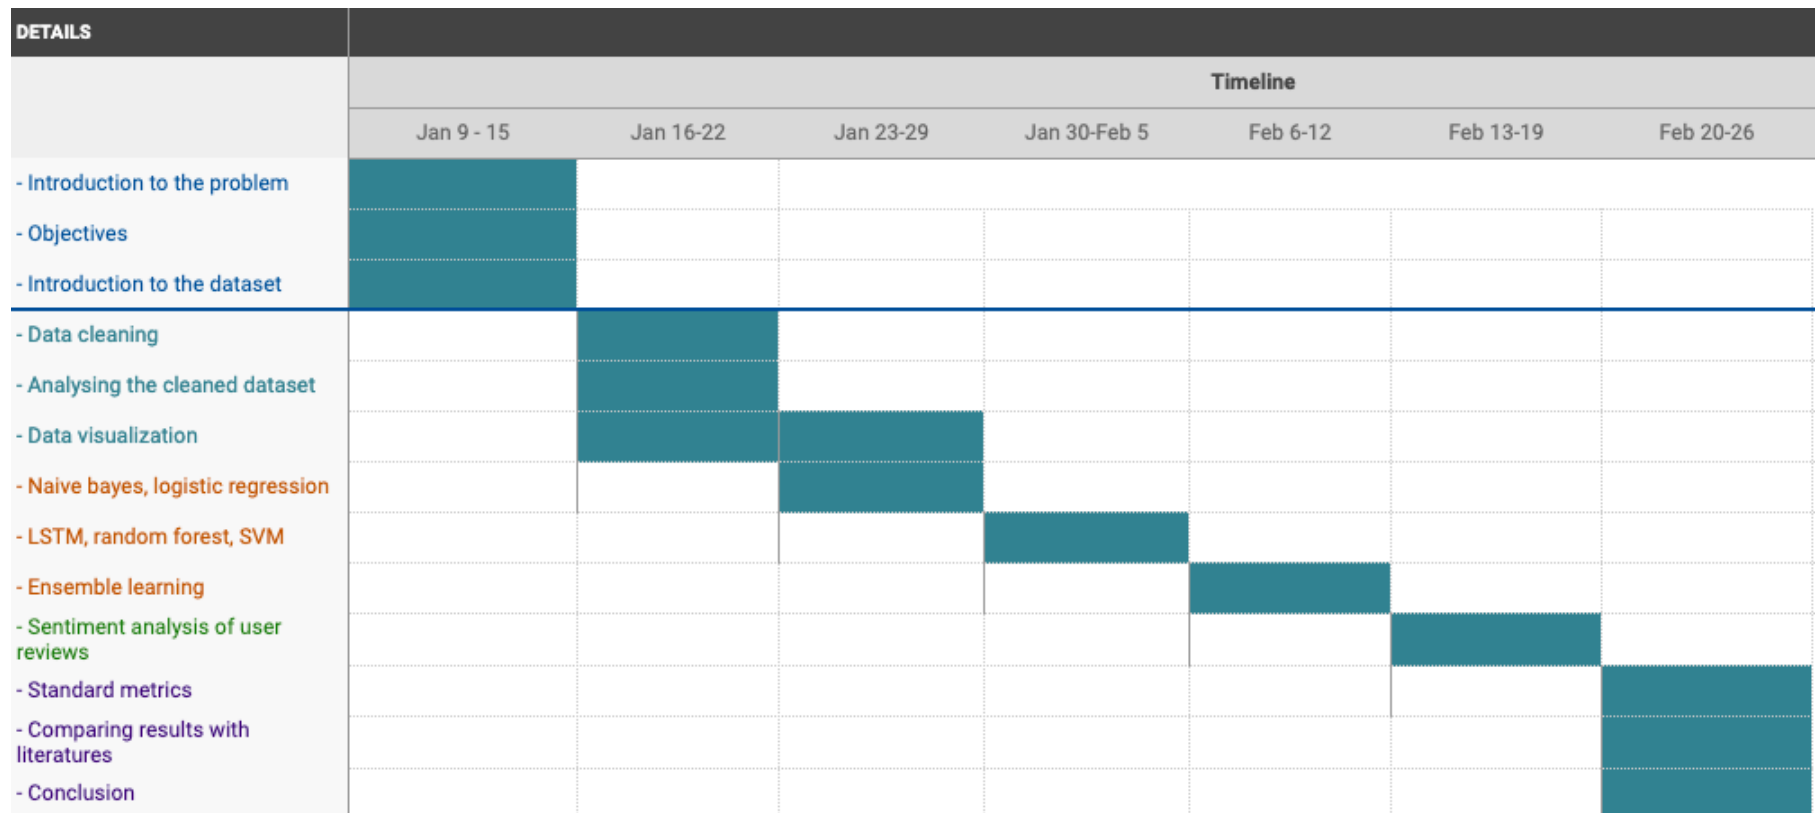 DETAILS
Timeline
Jan 9 - 15
Jan 16-22
Jan 23-29
Jan 30-Feb 5
Feb 6-12
Feb 13-19
Feb 20-26
- Introduction to the problem
- Objectives
- Introduction to the dataset
- Data cleaning
- Analysing the cleaned dataset
- Data visualization
- Naive bayes, logistic regression
- LSTM, random forest, SVM
- Ensemble learning
- Sentiment analysis of user
reviews
- Standard metrics
- Comparing results with
literatures
- Conclusion